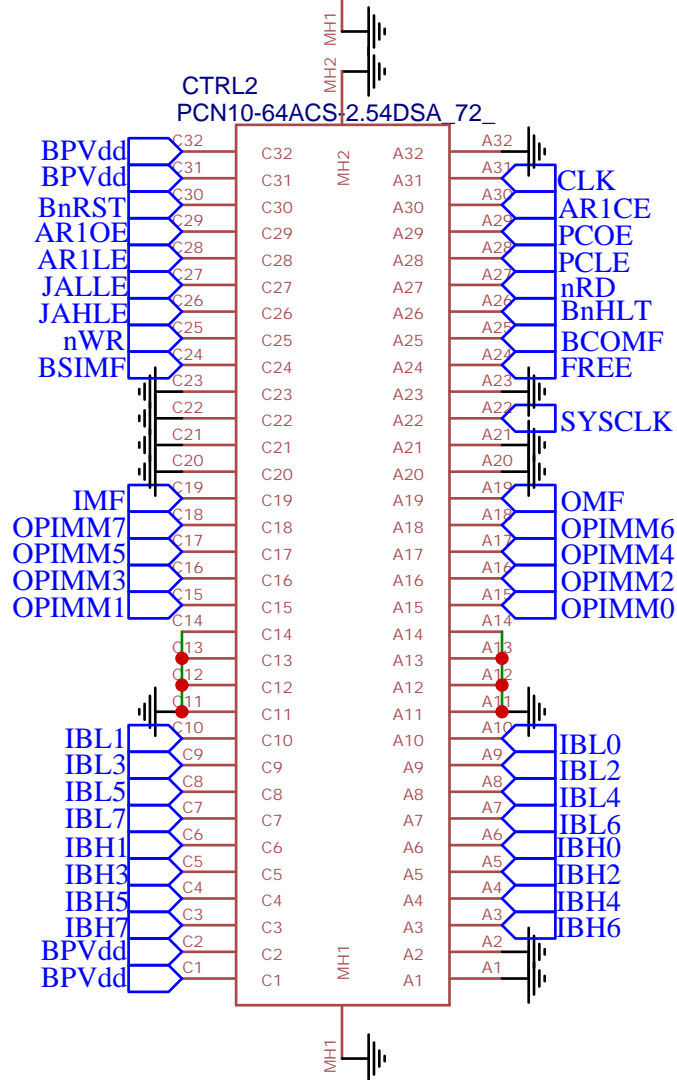 MH1
MH2
CTRL2
PCN10-64ACS-2.54DSA_72_
MH2
BPVdd C32 C32 A32 A32
BPVdd C31 C31 A31 A31 CLK
BnRST C30 C30 A30 A30 AR1CE
AR1OE C29 C29 A29 A29 PCOE
AR1LE C28 C28 A28 A28 PCLE
JALLE C27 C27 A27 A27 nRD
JAHLE C26 C26 A26 A26 BnHLT
nWR C25 C25 A25 A25 BCOMF
BSIMF C24 C24 A24 A24 FREE
C23 C23 A23 A23
C22 C22 A22 A22 SYSCLK
C21 C21 A21 A21
C20 C20 A20 A20
IMF C19 C19 A19 A19 OMF
OPIMM7 C18 C18 A18 A18 OPIMM6
OPIMM5 C17 C17 A17 A17 OPIMM4
OPIMM3 C16 C16 A16 A16 OPIMM2
OPIMM1 C15 C15 A15 A15 OPIMM0
C14 C14 A14 A14
C13 C13 A13 A13
C12 C12 A12 A12
C11 C11 A11 A11
IBL1 C10 C10 A10 A10 IBL0
IBL3 C9 C9 A9 A9 IBL2
IBL5 C8 C8 A8 A8 IBL4
IBL7 C7 C7 A7 A7 IBL6
IBH1 C6 C6 A6 A6 IBH0
IBH3 C5 C5 A5 A5 IBH2
IBH5 C4 C4 A4 A4 IBH4
IBH7 C3 C3 A3 A3 IBH6
BPVdd C2 C2 A2 A2
BPVdd C1 C1 A1 A1
MH1
MH1